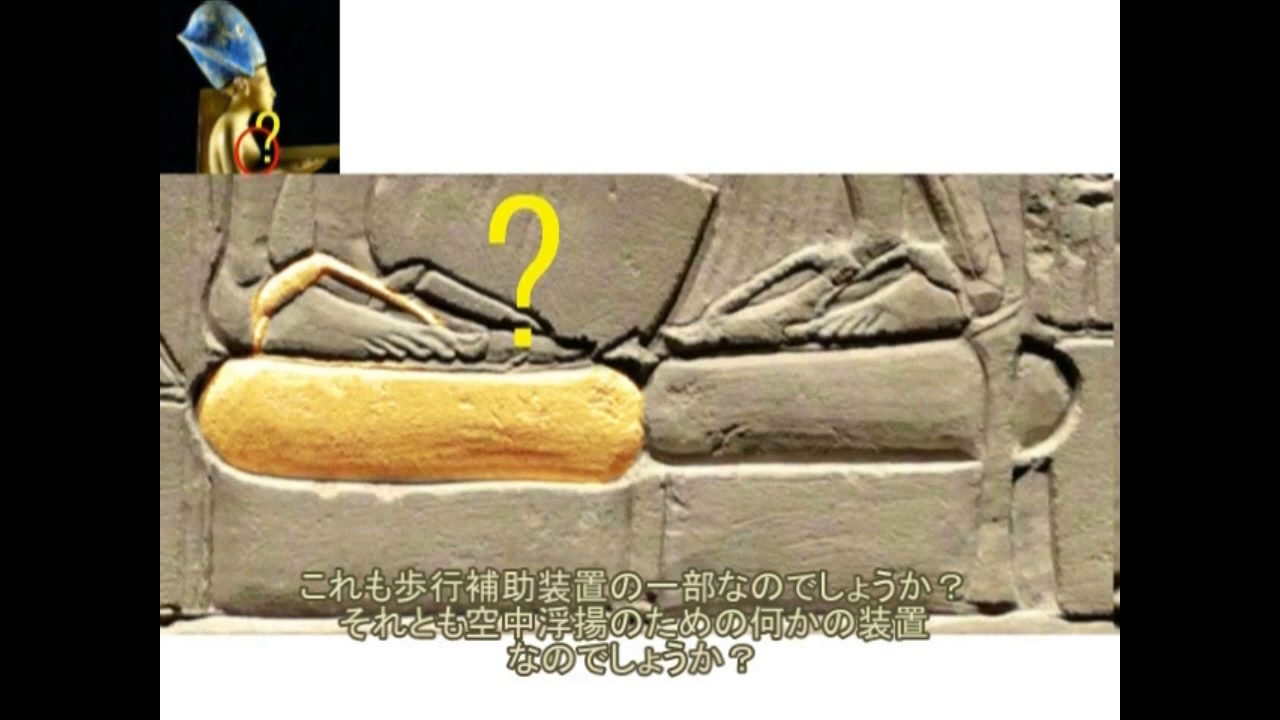 ?
?
これも歩行補助装置の一部なのでしょうか？
それとも空中浮揚のための何かの装置
なのでしょうか？